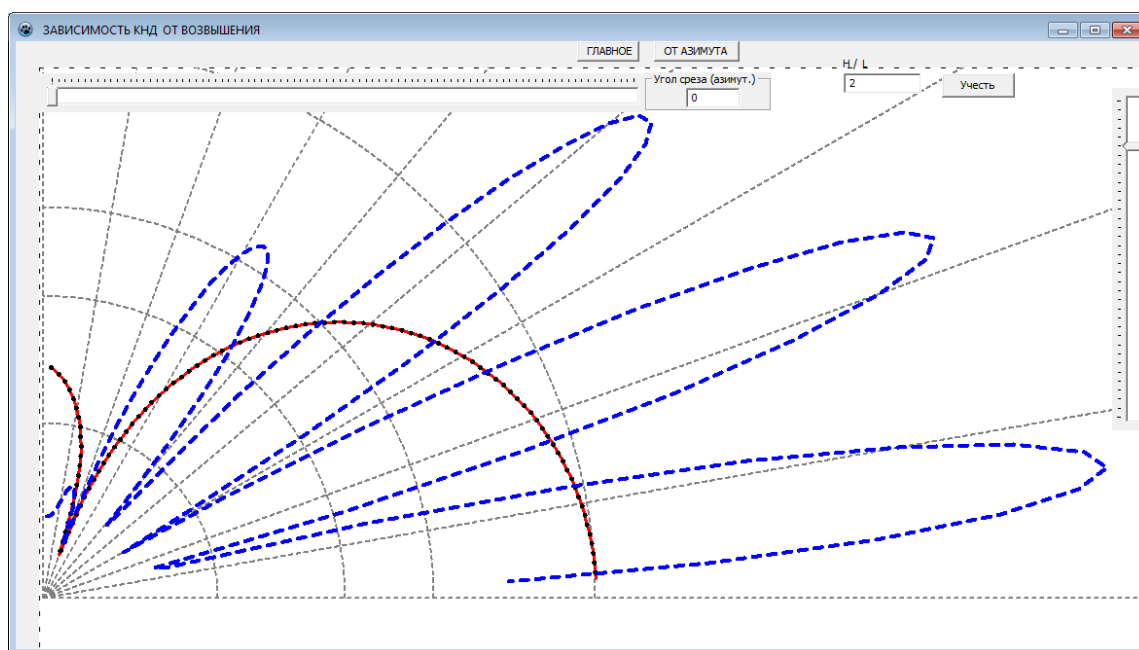 ЗАВИСИМОСТЬ КНД ОТ ВОЗВЫШЕНИЯ
ГЛАВНОЕ
ОТ АЗИМУТА
Угол среза (азимут.)
0
H / L
2
Учесть